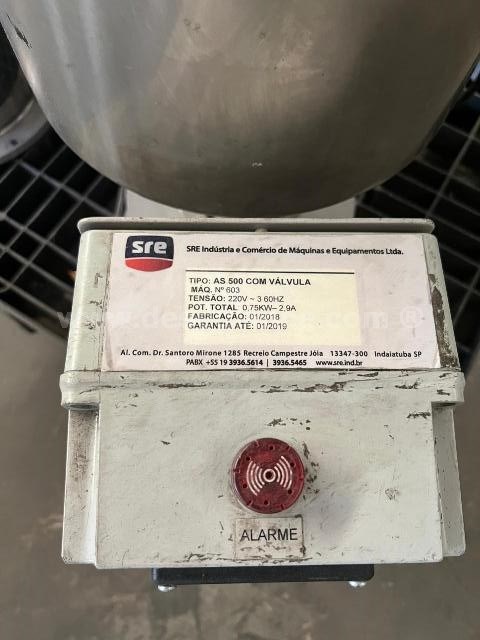 sre
SRE Indústria e Comércio de Máquinas e Equipamentos Ltda.
TIPO: AS 500 COM VÁLVULA
MÁQ. Nº 603
TENSÃO: 220V ~ 3 60HZ
POT. TOTAL: 0,75KW– 2,9A
FABRICAÇÃO: 01/2018
GARANTIA ATÉ: 01/2019
Al. Com. Dr. Santoro Mirone 1285 Recreio Campestre Jóia 13347-300 Indaiatuba SP
PABX +55 19 3936.5614 | 3936.5465 www.sre.ind.br
ALARME